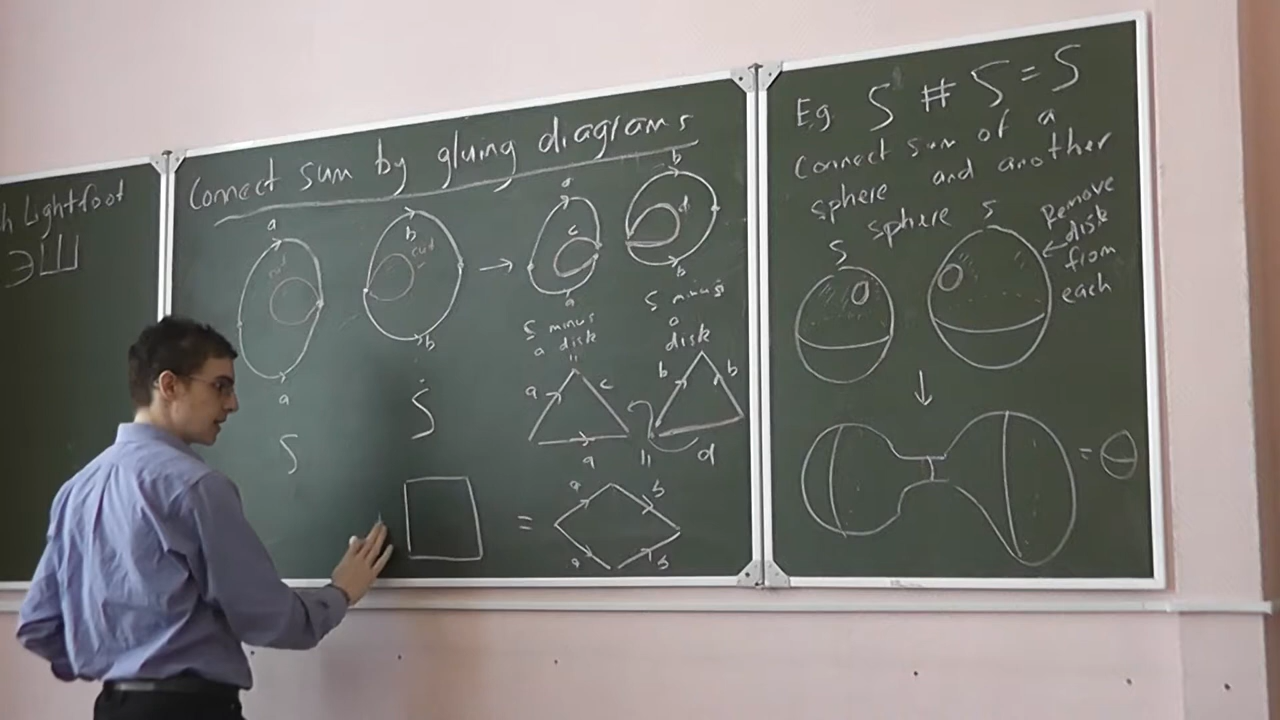 h Lightfoot
ЭШ
Connect sum by gluing diagrams
a
cut
a
S
b
cut
b
S
a
c
a
S minus
a disk
=
b
d
b
S minus
a
disk
a
c
a
b
b
=
d
=
a
b
a
b
Eg. S # S = S
Connect sum of a
sphere and another
sphere
S
S
Remove
disk
from
each
=